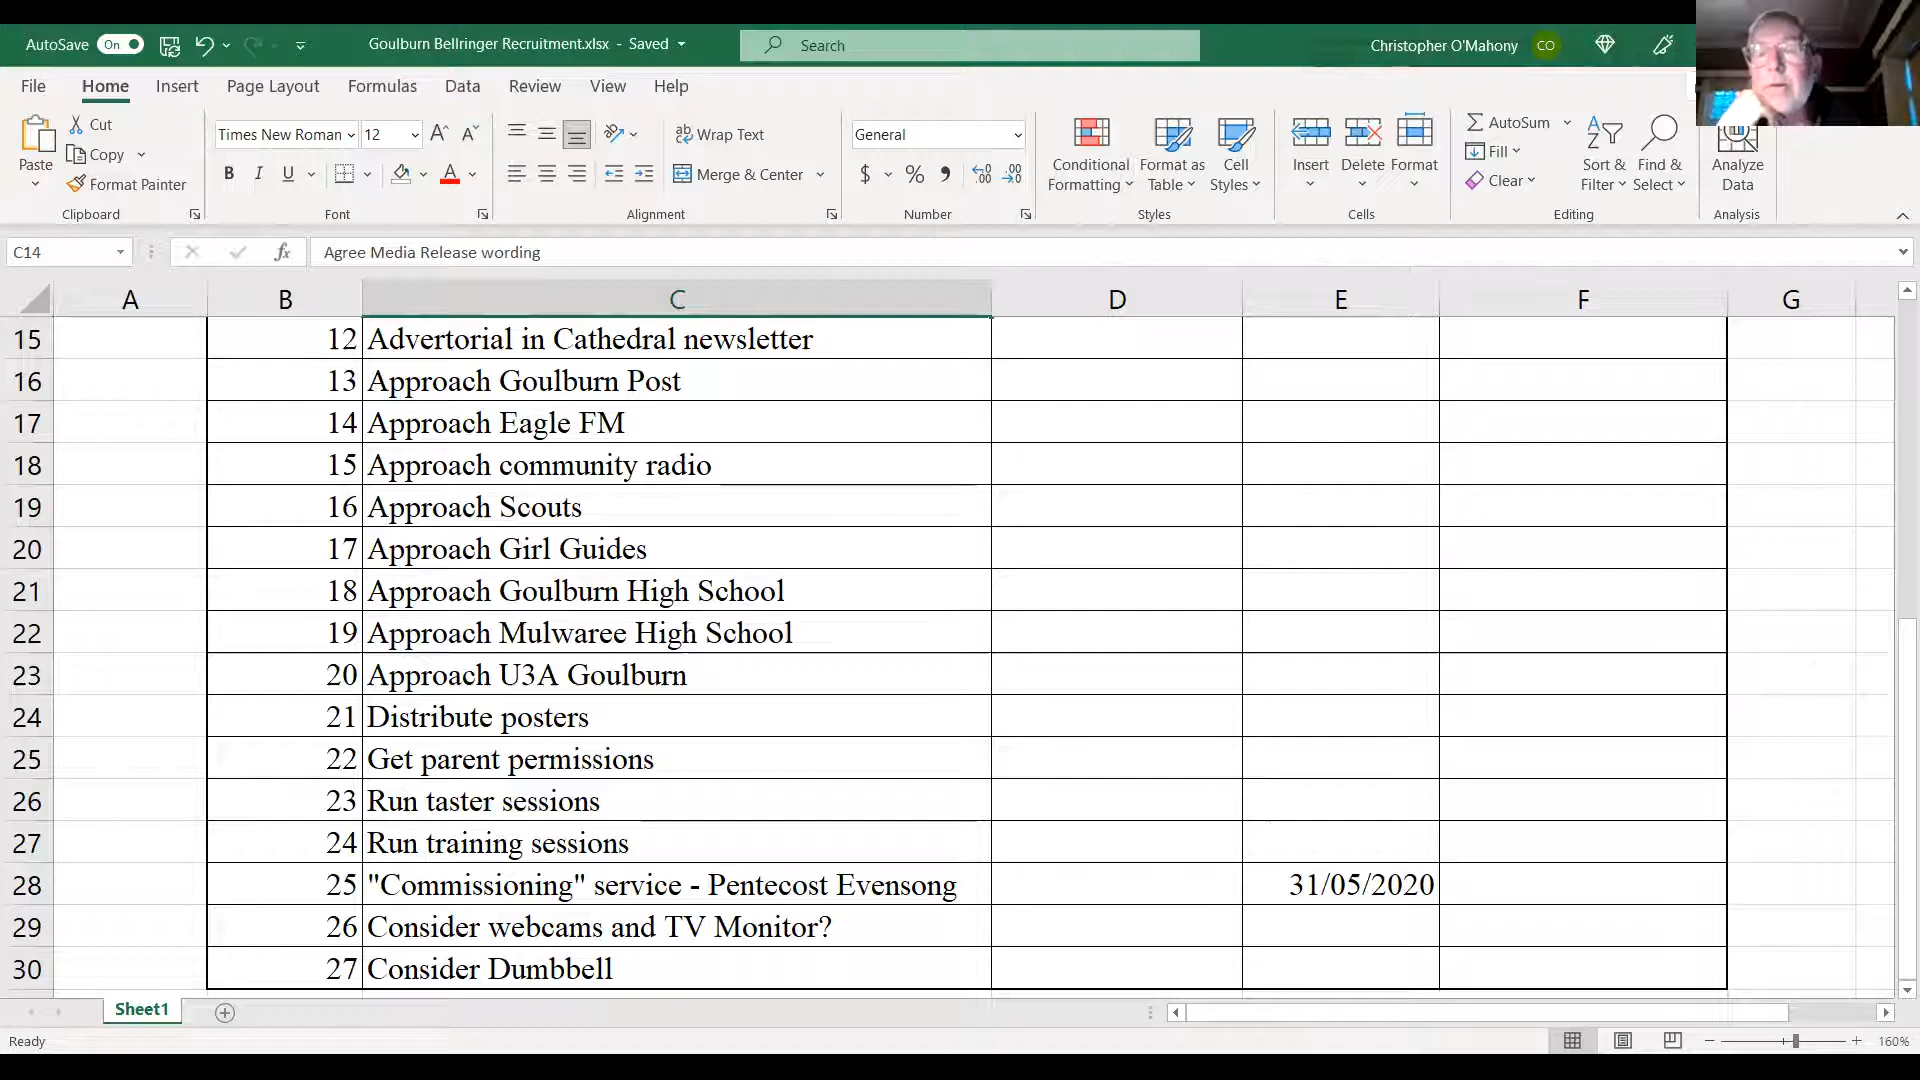 AutoSave On Goulburn Bellringer Recruitment.xlsx - Saved Search Christopher O'Mahony CO
File Home Insert Page Layout Formulas Data Review View Help
Paste Cut Copy Format Painter Clipboard
Times New Roman 12 B I U A Font
ab Wrap Text Merge & Center Alignment
General $ % , .00 Number
Conditional Formatting Format as Table Cell Styles Styles
Insert Delete Format Cells
AutoSum Fill Clear Sort & Filter Find & Select Editing
Analyze Data Analysis
C14 fx Agree Media Release wording
A B C D E F G
15 12 Advertorial in Cathedral newsletter
16 13 Approach Goulburn Post
17 14 Approach Eagle FM
18 15 Approach community radio
19 16 Approach Scouts
20 17 Approach Girl Guides
21 18 Approach Goulburn High School
22 19 Approach Mulwaree High School
23 20 Approach U3A Goulburn
24 21 Distribute posters
25 22 Get parent permissions
26 23 Run taster sessions
27 24 Run training sessions
28 25 "Commissioning" service - Pentecost Evensong 31/05/2020
29 26 Consider webcams and TV Monitor?
30 27 Consider Dumbbell
Sheet1
Ready 160%